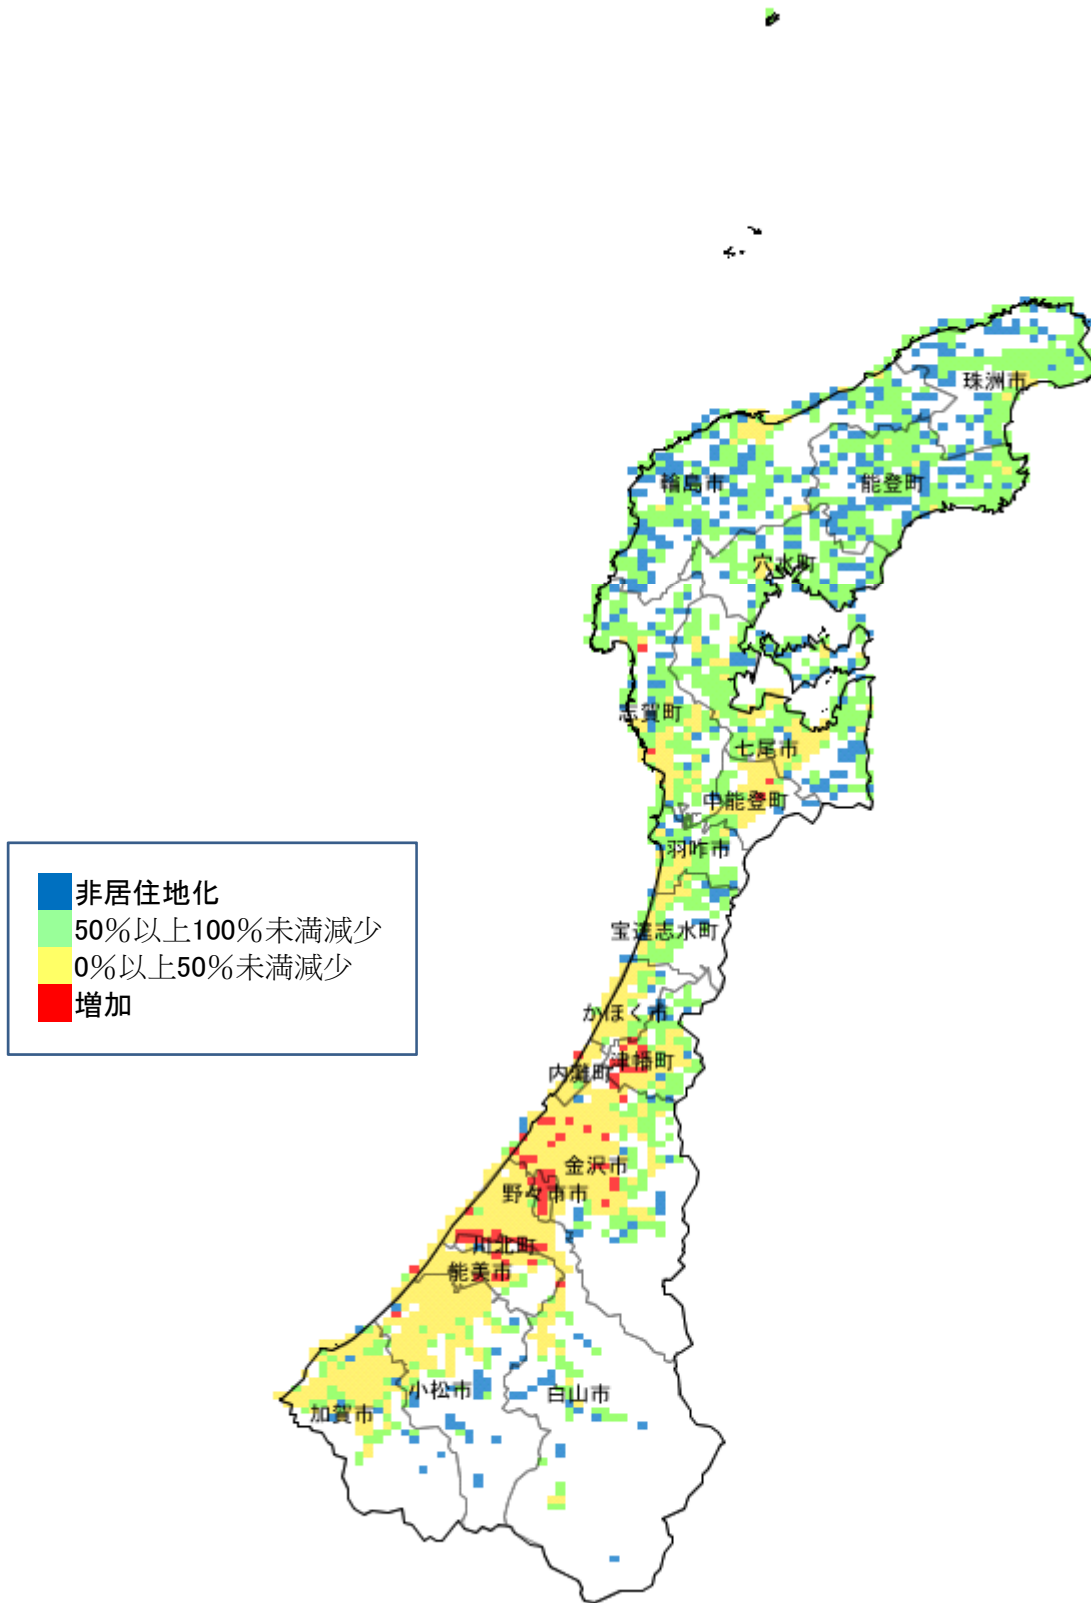 珠洲市
輪島市
能登町
穴水町
志賀町
七尾市
中能登町
羽咋市
宝達志水町
かほく市
津幡町
内灘町
金沢市
野々市市
川北町
能美市
小松市
白山市
加賀市
非居住地化
50%以上100%未満減少
0%以上50%未満減少
増加